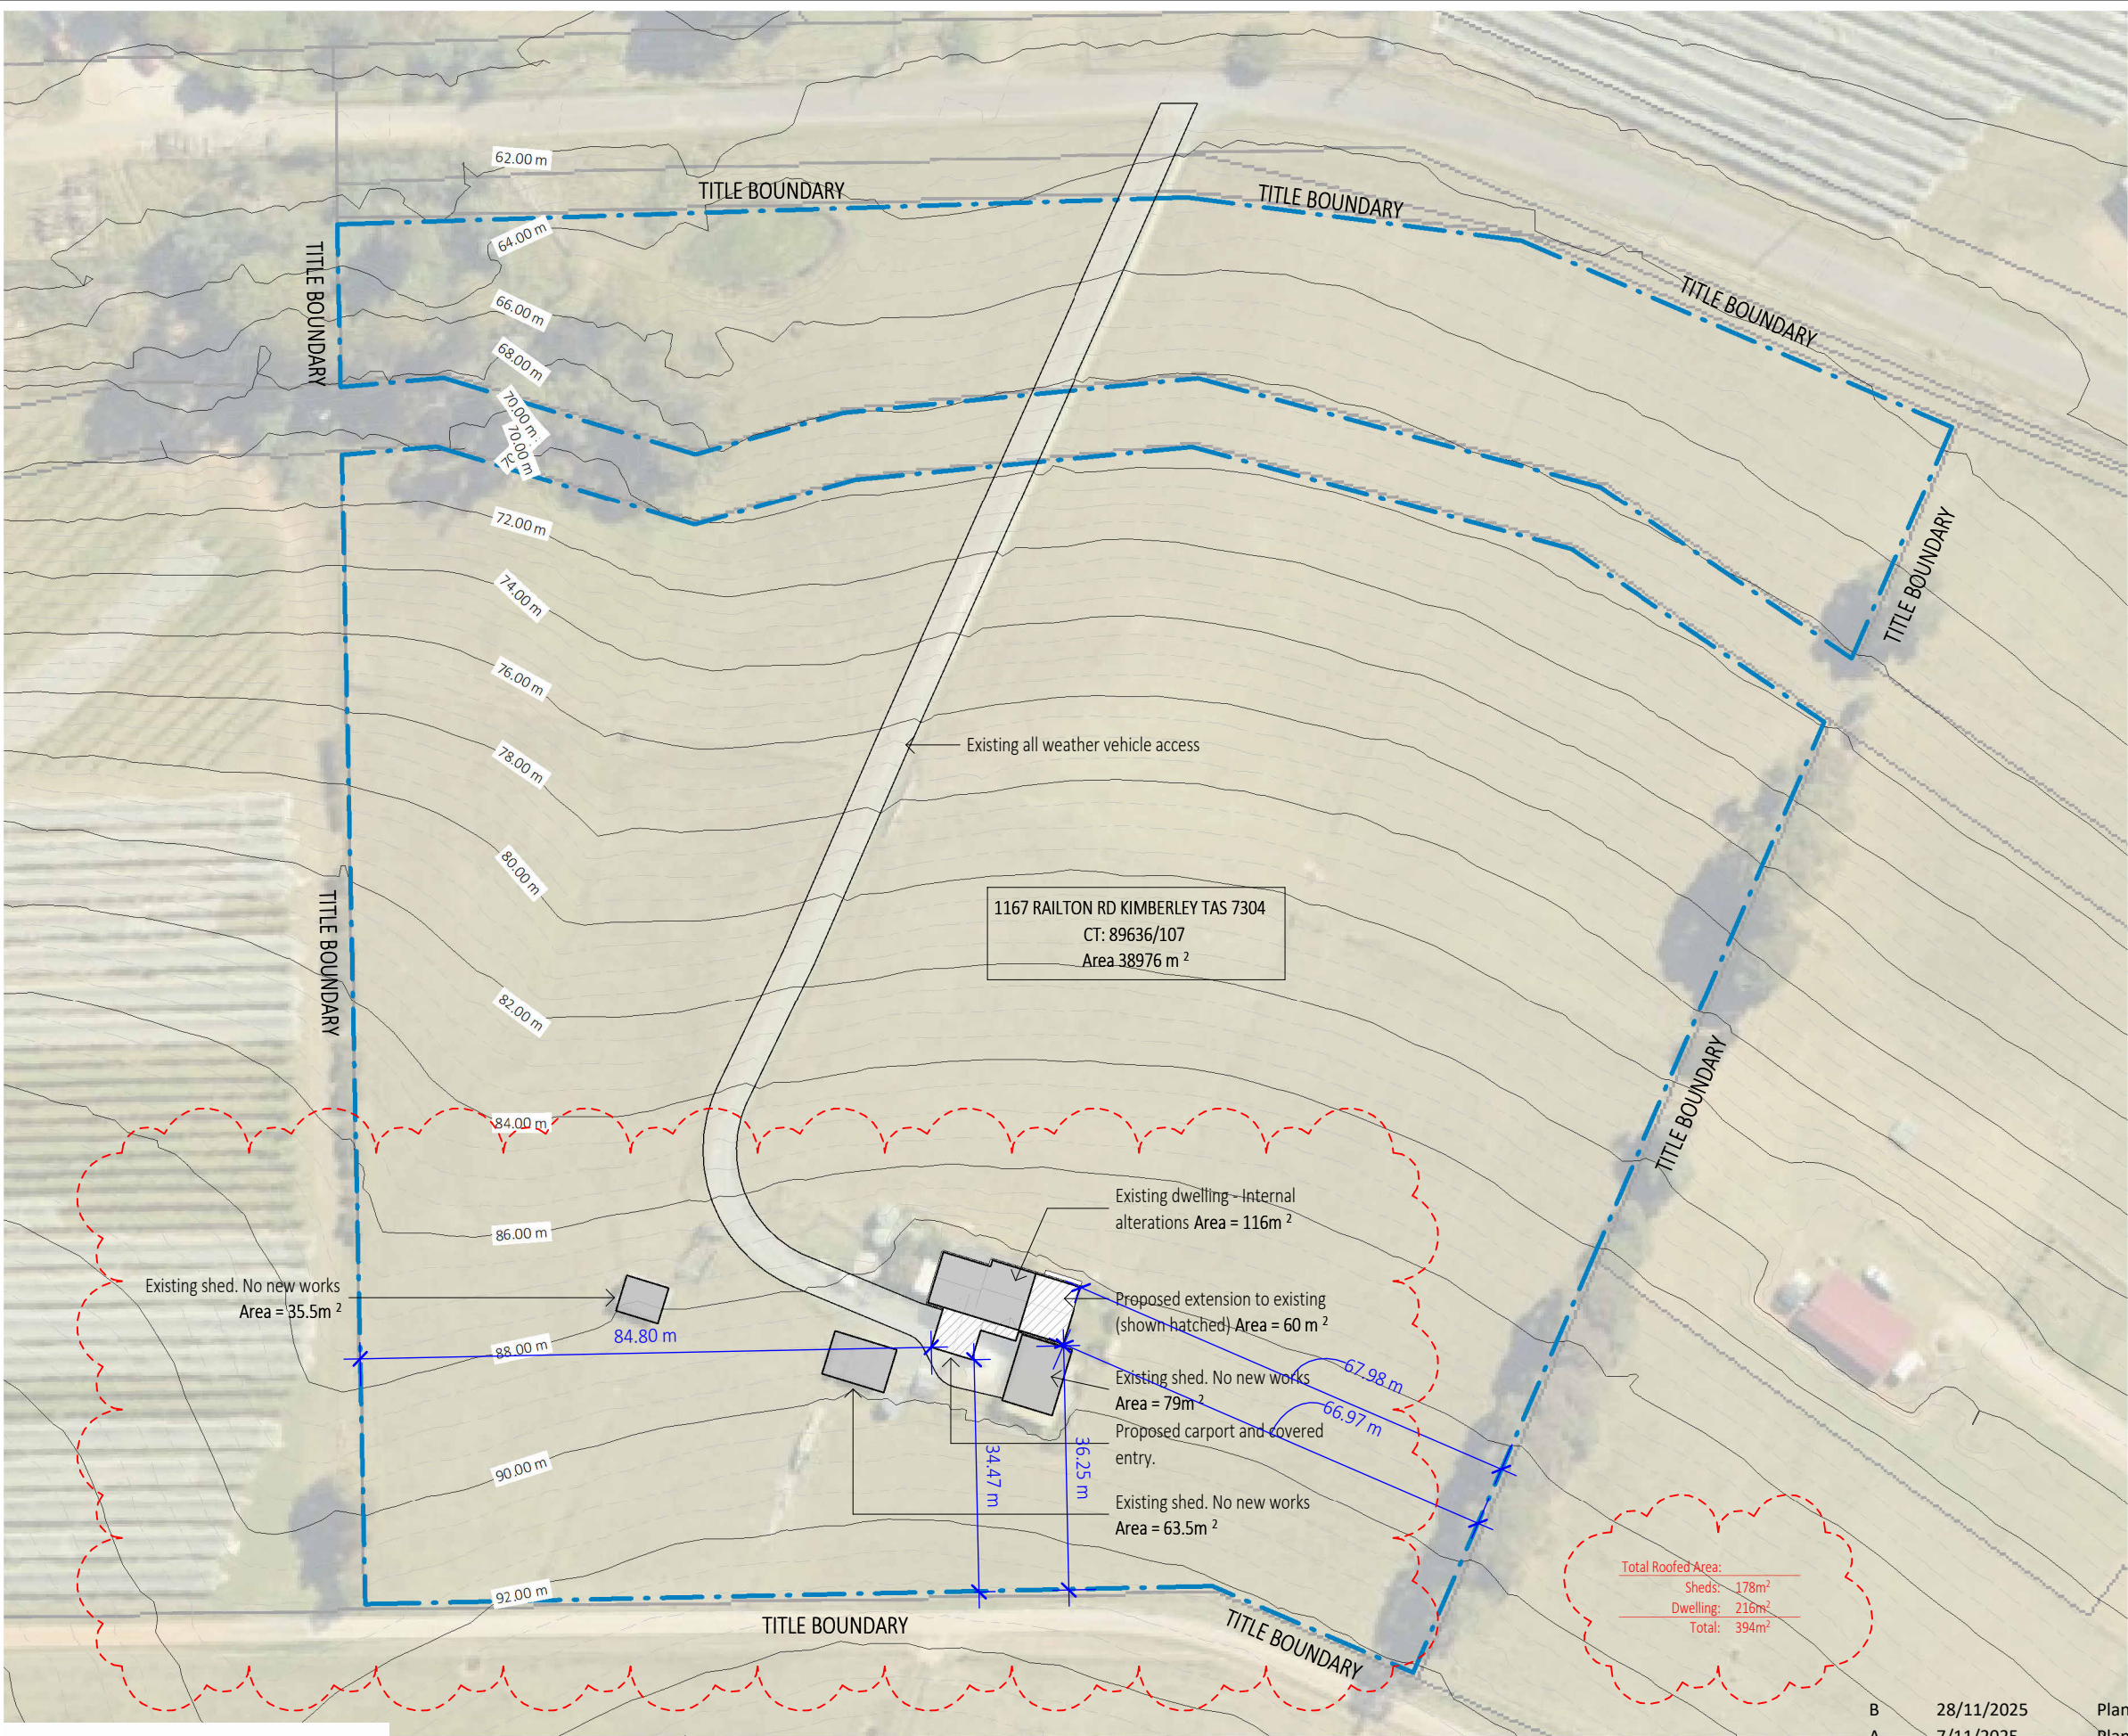 62.00 m
TITLE BOUNDARY
TITLE BOUNDARY
64.00 m
TITLE BOUNDARY
TITLE BOUNDARY
66.00 m
68.00 m
70.00 m
70.00 m
72.00 m
TITLE BOUNDARY
74.00 m
76.00 m
78.00 m
Existing all weather vehicle access
80.00 m
TITLE BOUNDARY
1167 RAILTON RD KIMBERLEY TAS 7304
CT: 89636/107
Area 38976 m 2
82.00 m
TITLE BOUNDARY
84.00 m
86.00 m
Existing dwelling - Internal
alterations Area = 116m 2
Existing shed. No new works
Area = 35.5m 2
84.80 m
88.00 m
Proposed extension to existing
(shown hatched) Area = 60 m 2
67.98 m
Existing shed. No new works
Area = 79m 2
66.97 m
Proposed carport and covered
entry.
34.47 m
36.25 m
90.00 m
Existing shed. No new works
Area = 63.5m 2
92.00 m
TITLE BOUNDARY
TITLE BOUNDARY
Total Roofed Area:
Sheds: 178m2
Dwelling: 216m2
Total: 394m2
B 28/11/2025 Plan
A 7/11/2025 Plan